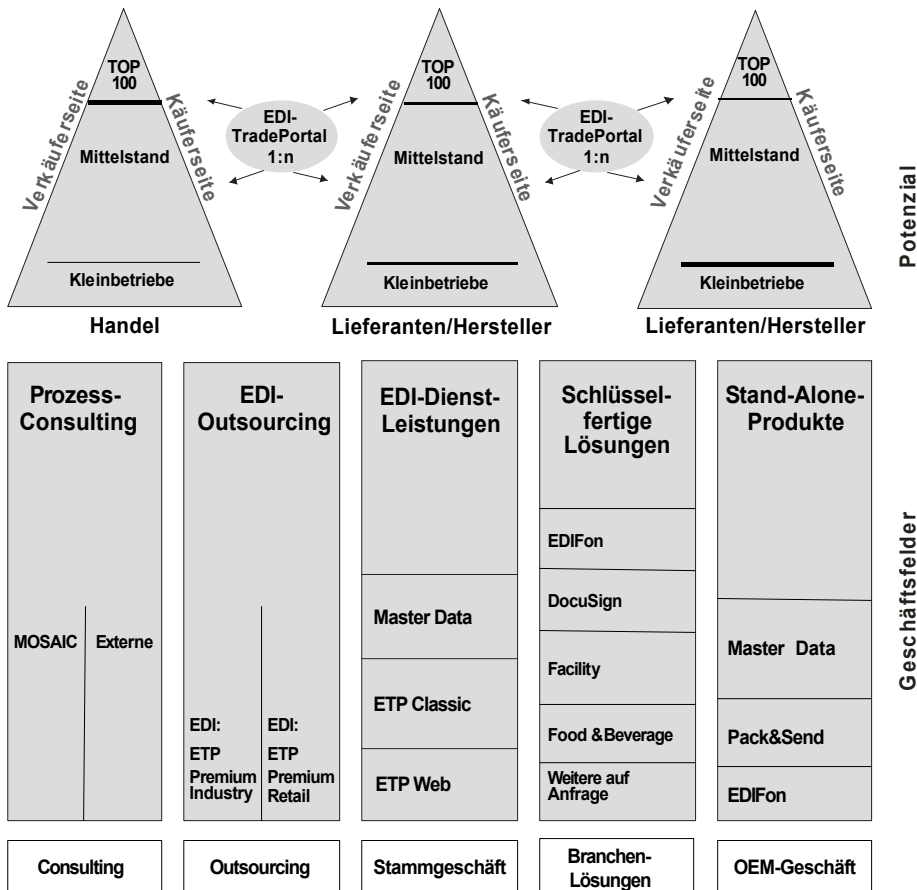 TOP
100
Verkäuferseite
Käuferseite
Mittelstand
Kleinbetriebe
Handel
EDI-
TradePortal
1:n
TOP
100
Verkäuferseite
Käuferseite
Mittelstand
Kleinbetriebe
Lieferanten/Hersteller
EDI-
TradePortal
1:n
TOP
100
Verkäuferseite
Käuferseite
Mittelstand
Kleinbetriebe
Lieferanten/Hersteller
Potenzial
Prozess-
Consulting
MOSAIC
Externe
Consulting
EDI-
Outsourcing
EDI:
ETP
Premium
Industry
EDI:
ETP
Premium
Retail
Outsourcing
EDI-Dienst-
Leistungen
Master Data
ETP Classic
ETP Web
Stammgeschäft
Schlüssel-
fertige
Lösungen
EDIFon
DocuSign
Facility
Food & Beverage
Weitere auf
Anfrage
Branchen-
Lösungen
Stand-Alone-
Produkte
Master Data
Pack&Send
EDIFon
OEM-Geschäft
Geschäftsfelder